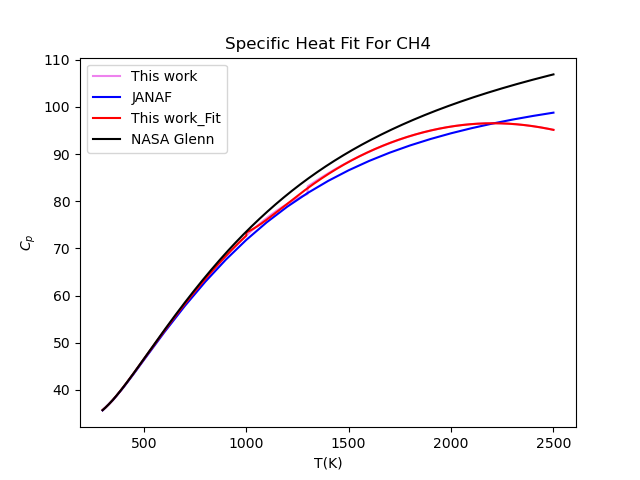 Specific Heat Fit For CH4
This work
JANAF
This work_Fit
NASA Glenn
110
100
90
80
70
60
50
40
C_p
500
1000
1500
2000
2500
T(K)